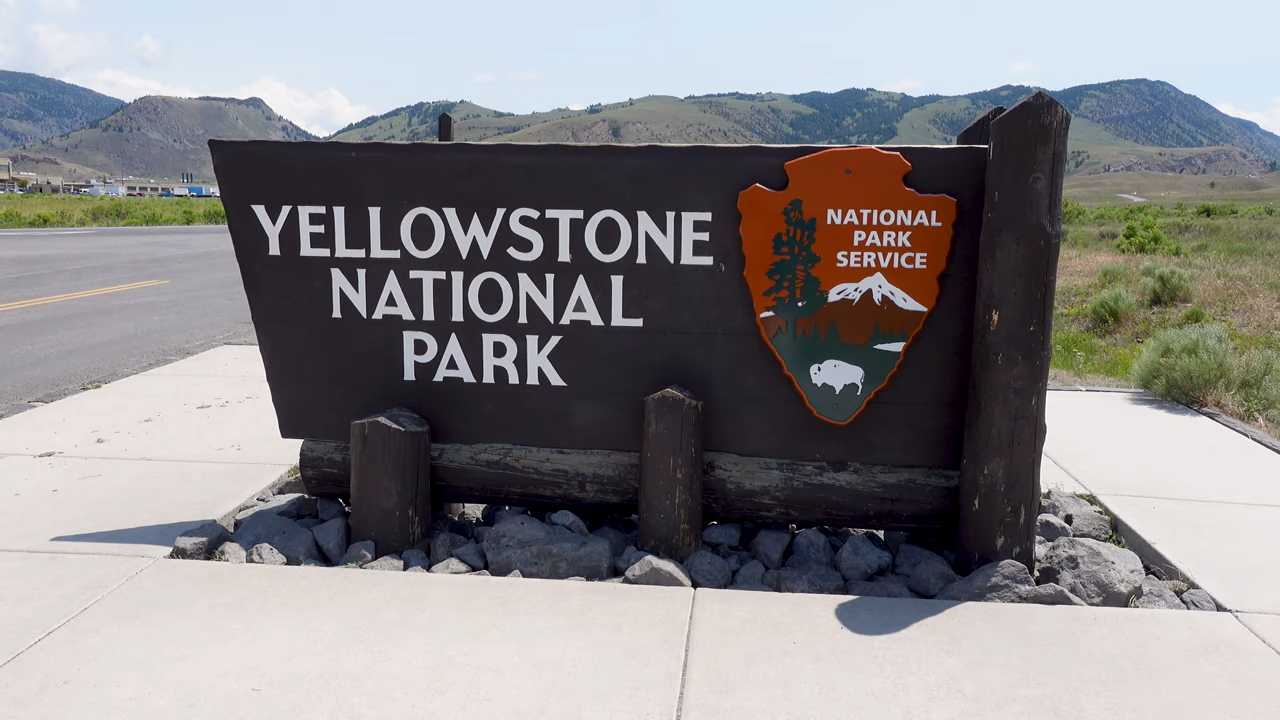 YELLOWSTONE
NATIONAL
PARK
NATIONAL
PARK
SERVICE